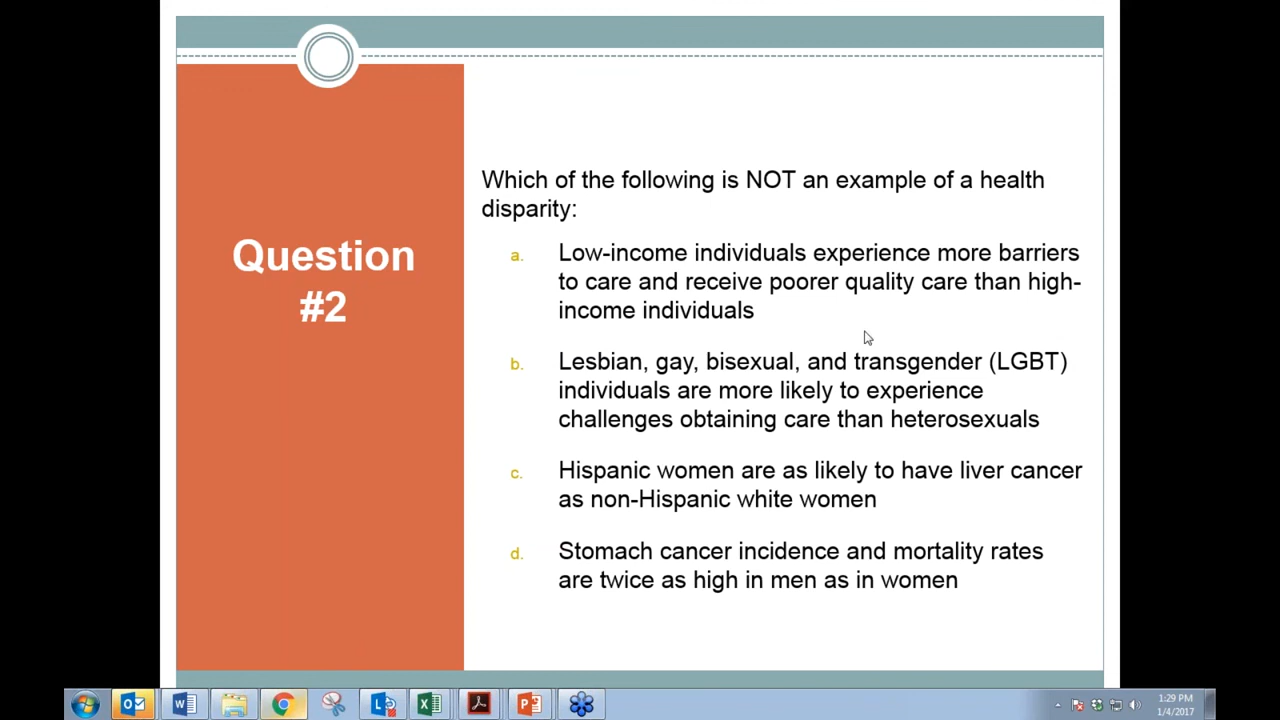 Question
#2
Which of the following is NOT an example of a health
disparity:
a. Low-income individuals experience more barriers
to care and receive poorer quality care than high-
income individuals
b. Lesbian, gay, bisexual, and transgender (LGBT)
individuals are more likely to experience
challenges obtaining care than heterosexuals
c. Hispanic women are as likely to have liver cancer
as non-Hispanic white women
d. Stomach cancer incidence and mortality rates
are twice as high in men as in women
1:29 PM
1/4/2017